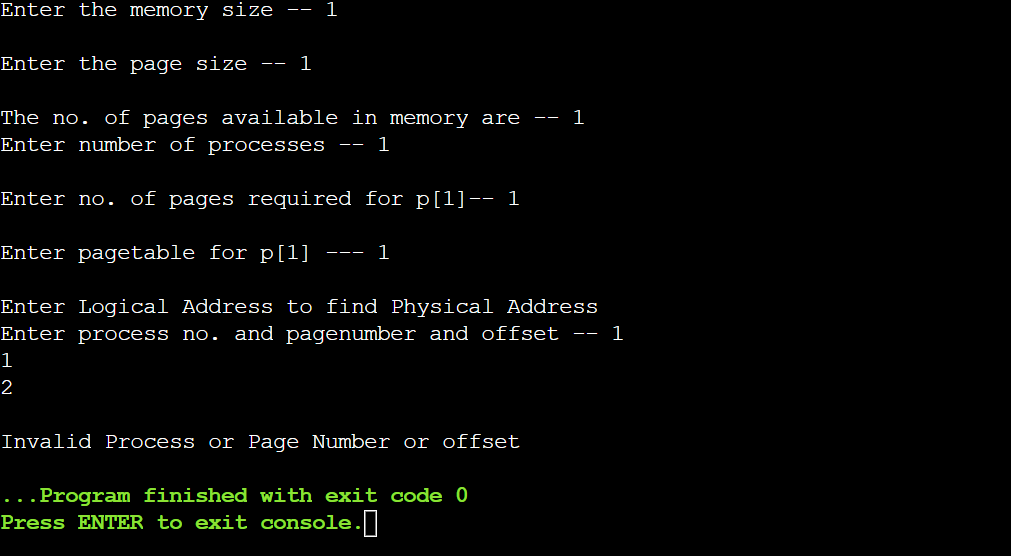 Enter the memory size -- 1
Enter the page size -- 1
The no. of pages available in memory are -- 1
Enter number of processes -- 1
Enter no. of pages required for p[1]-- 1
Enter pagetable for p[1] --- 1
Enter Logical Address to find Physical Address
Enter process no. and pagenumber and offset -- 1
1
2
Invalid Process or Page Number or offset
...Program finished with exit code 0
Press ENTER to exit console.